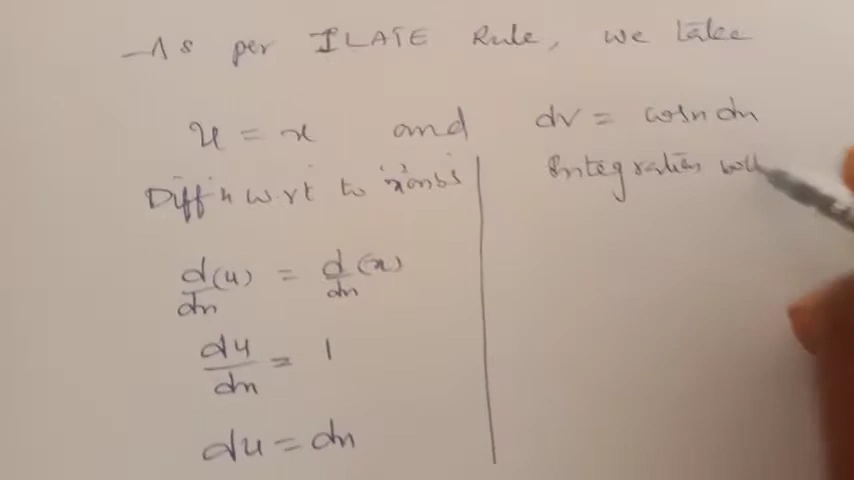 As per ILATE Rule, we take
u = x and
Diff'n w.r.t to 'x' on b's
d/dx (u) = d/dx (x)
du/dx = 1
du = dx
dv = cosx dx
Integration